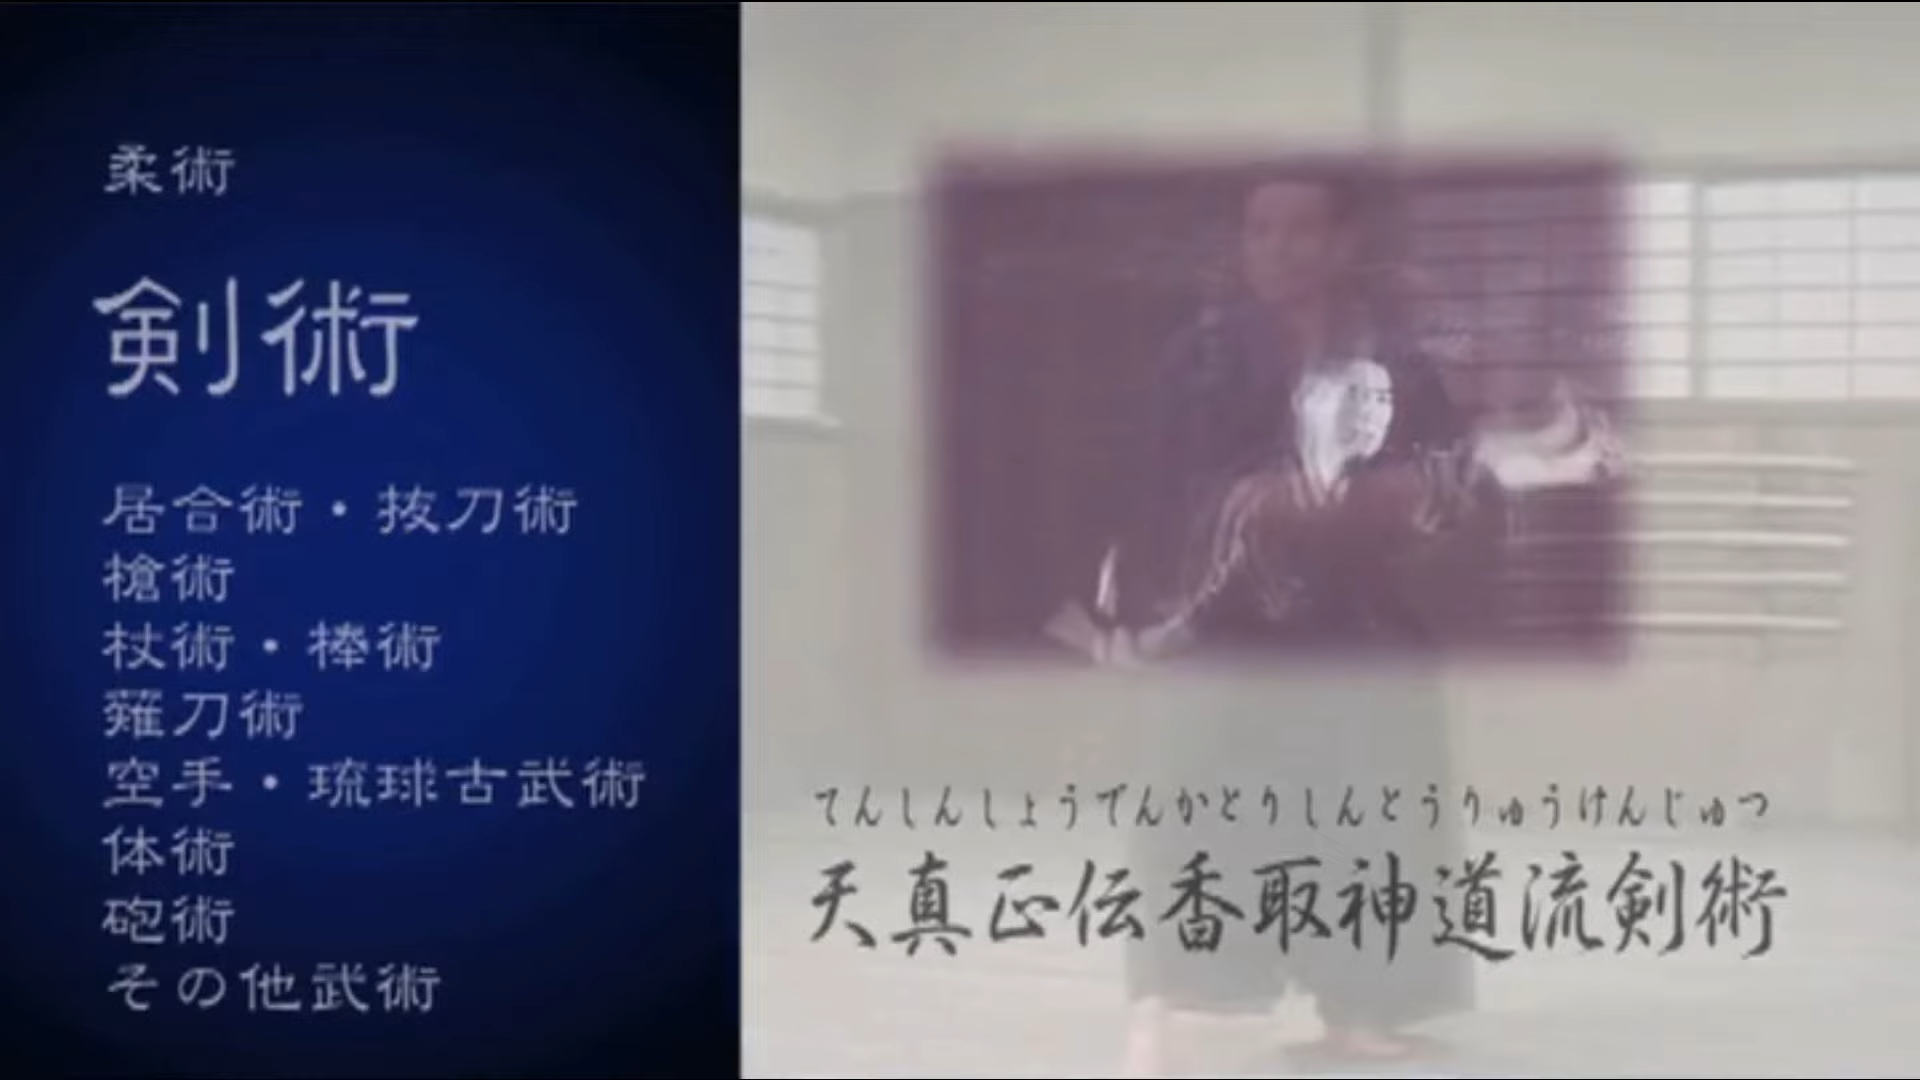 柔術
剣術
居合術・抜刀術
槍術
杖術・棒術
薙刀術
空手・琉球古武術
体術
砲術
その他武術
てんしんしょうでんかとりしんとうりゅうけんじゅつ
天真正伝香取神道流剣術